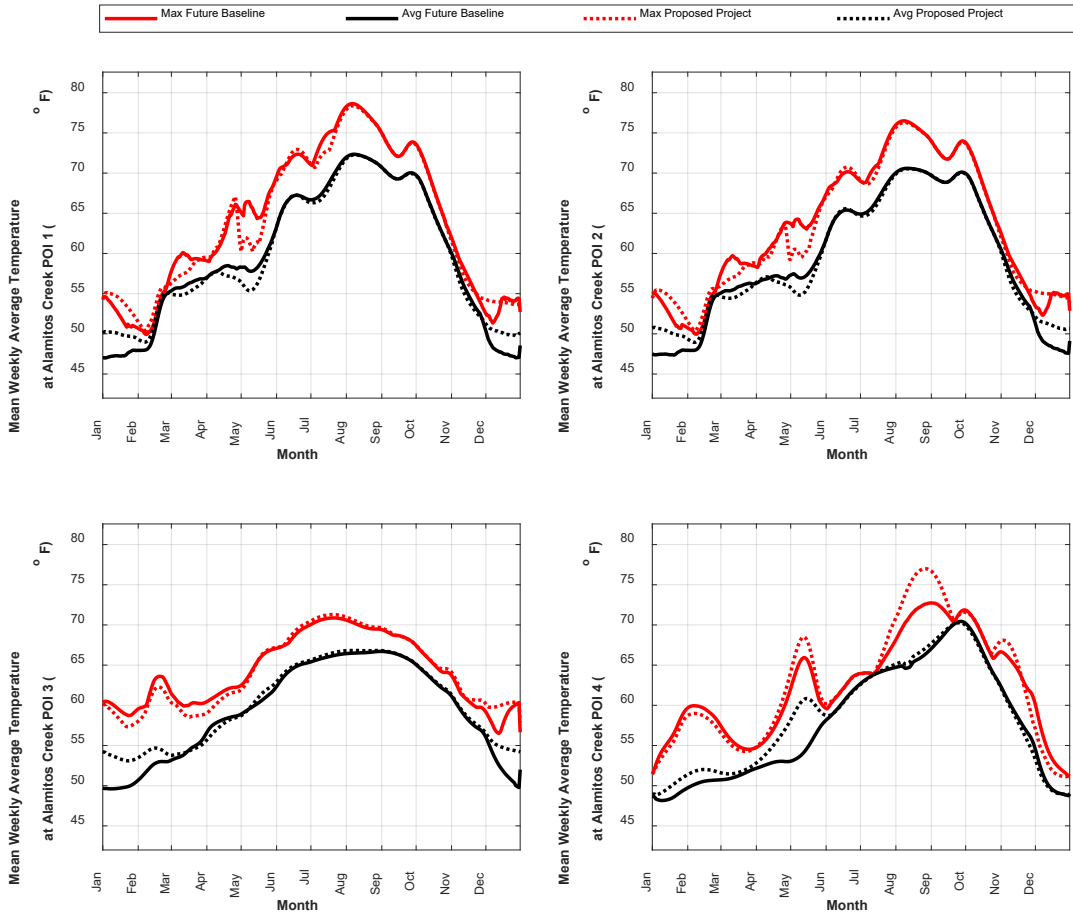 Max Future Baseline
Avg Future Baseline
Max Proposed Project
Avg Proposed Project
Mean Weekly Average Temperature
at Alamitos Creek POI 1 (
o F)
80
75
70
65
60
55
50
45
Jan
Feb
Mar
Apr
May
Jun
Jul
Aug
Sep
Oct
Nov
Dec
Month
Mean Weekly Average Temperature
at Alamitos Creek POI 2 (
o F)
80
75
70
65
60
55
50
45
Jan
Feb
Mar
Apr
May
Jun
Jul
Aug
Sep
Oct
Nov
Dec
Month
Mean Weekly Average Temperature
at Alamitos Creek POI 3 (
o F)
80
75
70
65
60
55
50
45
Jan
Feb
Mar
Apr
May
Jun
Jul
Aug
Sep
Oct
Nov
Dec
Month
Mean Weekly Average Temperature
at Alamitos Creek POI 4 (
o F)
80
75
70
65
60
55
50
45
Jan
Feb
Mar
Apr
May
Jun
Jul
Aug
Sep
Oct
Nov
Dec
Month